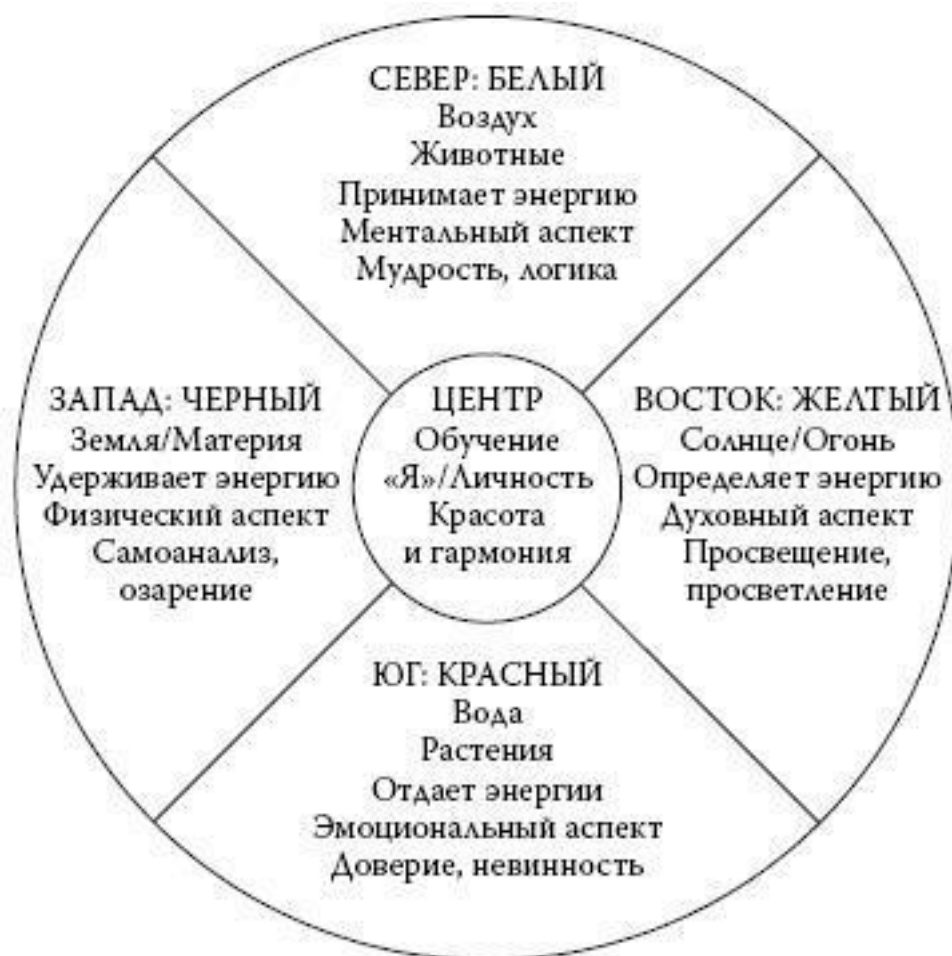 СЕВЕР: БЕЛЫЙ
Воздух
Животные
Принимает энергию
Ментальный аспект
Мудрость, логика
ЗАПАД: ЧЕРНЫЙ
Земля/Материя
Удерживает энергию
Физический аспект
Самоанализ,
озарение
ЦЕНТР
Обучение
«Я»/Личность
Красота
и гармония
ВОСТОК: ЖЕЛТЫЙ
Солнце/Огонь
Определяет энергию
Духовный аспект
Просвещение,
просветление
ЮГ: КРАСНЫЙ
Вода
Растения
Отдает энергии
Эмоциональный аспект
Доверие, невинность